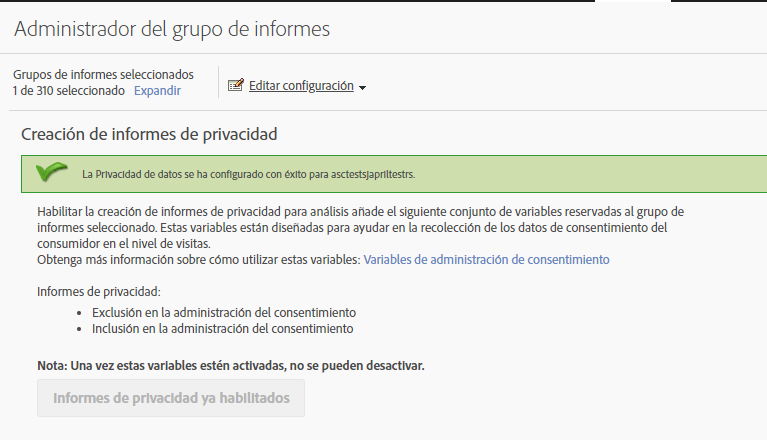 Administrador del grupo de informes
Grupos de informes seleccionados
1 de 310 seleccionado Expandir
Editar configuración
Creación de informes de privacidad
La Privacidad de datos se ha configurado con éxito para asctestsjapriltestrs.
Habilitar la creación de informes de privacidad para análisis añade el siguiente conjunto de variables reservadas al grupo de
informes seleccionado. Estas variables están diseñadas para ayudar en la recolección de los datos de consentimiento del
consumidor en el nivel de visitas.
Obtenga más información sobre cómo utilizar estas variables: Variables de administración de consentimiento
Informes de privacidad:
• Exclusión en la administración del consentimiento
• Inclusión en la administración del consentimiento
Nota: Una vez estas variables estén activadas, no se pueden desactivar.
Informes de privacidad ya habilitados